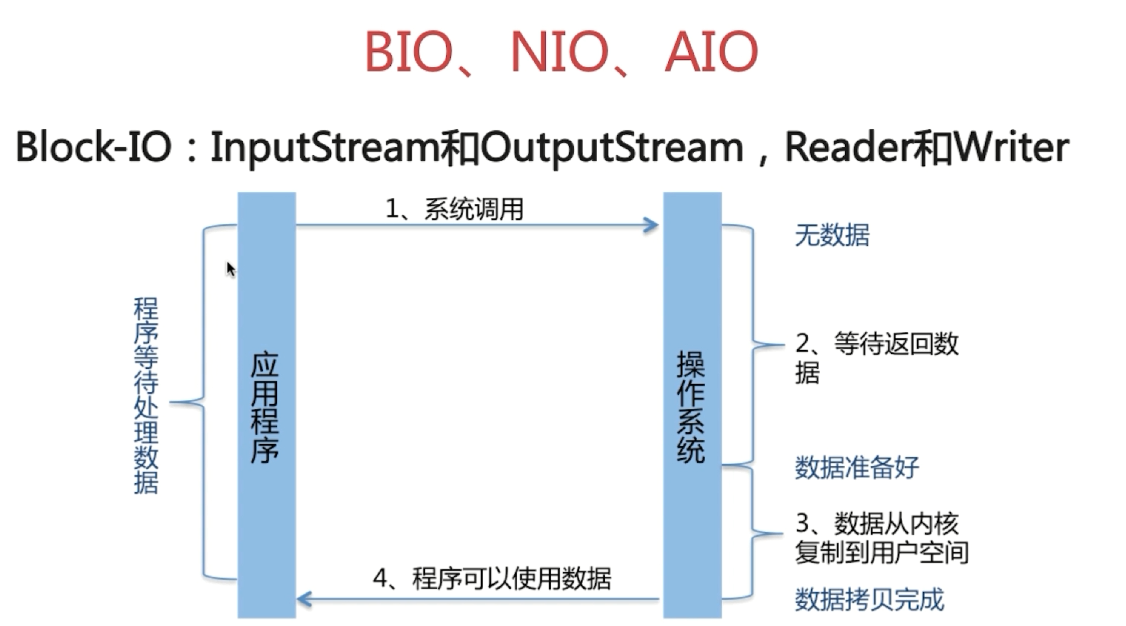 BIO、NIO、AIO
Block-IO：InputStream和OutputStream，Reader和Writer
1、系统调用
无数据
程序等待处理数据
应用程序
操作系统
2、等待返回数
据
数据准备好
3、数据从内核
复制到用户空间
4、程序可以使用数据
数据拷贝完成